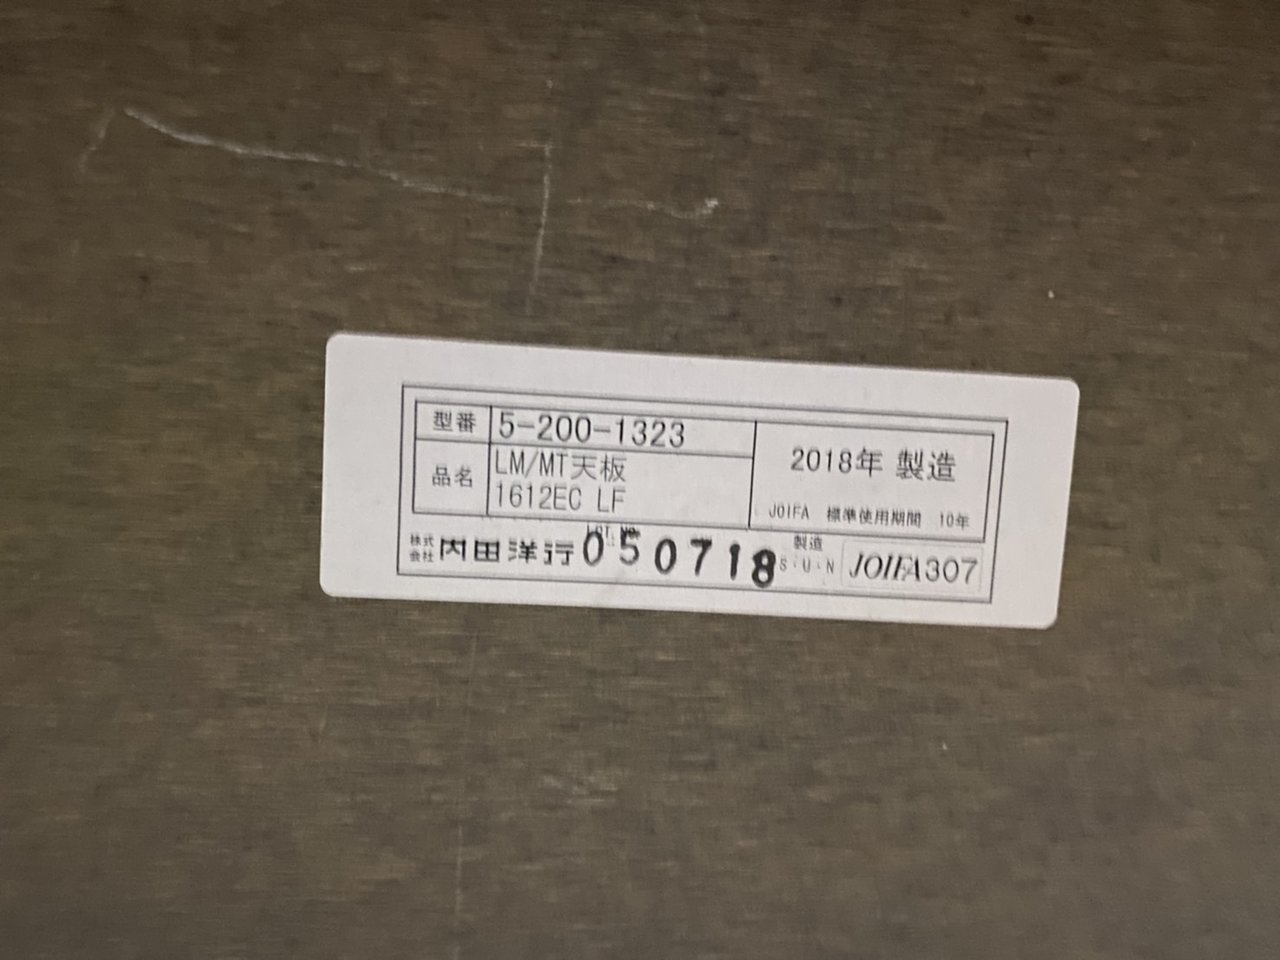 型番 5-200-1323
品名 LM/MT天板
1612EC LF
2018年 製造
JOIFA 標準使用期間 10年
株式会社 内田洋行 LOT.No. 050718 製造 S・U・N JOIFA307